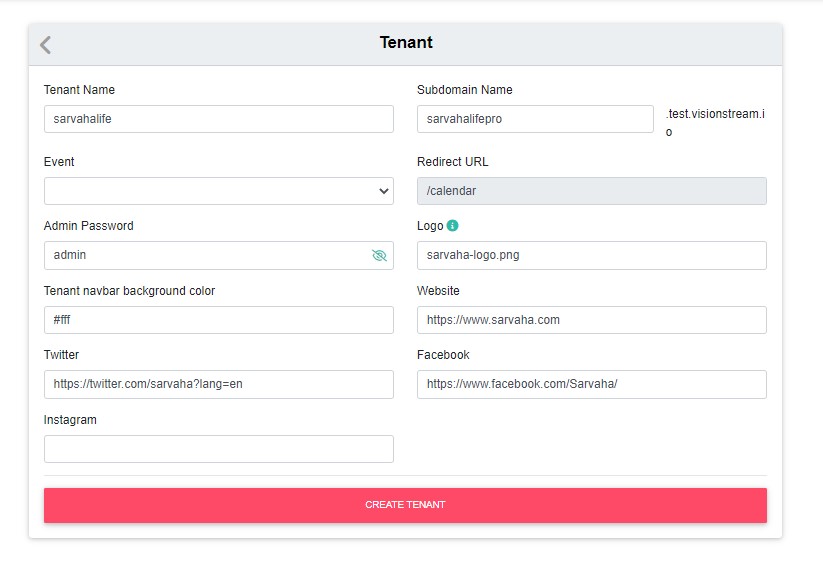 Tenant
Tenant Name
Subdomain Name
sarvahalife
sarvahalifepro
.test.visionstream.i
o
Event
Redirect URL
/calendar
Admin Password
Logo
admin
sarvaha-logo.png
Tenant navbar background color
Website
#fff
https://www.sarvaha.com
Twitter
Facebook
https://twitter.com/sarvaha?lang=en
https://www.facebook.com/Sarvaha/
Instagram
CREATE TENANT